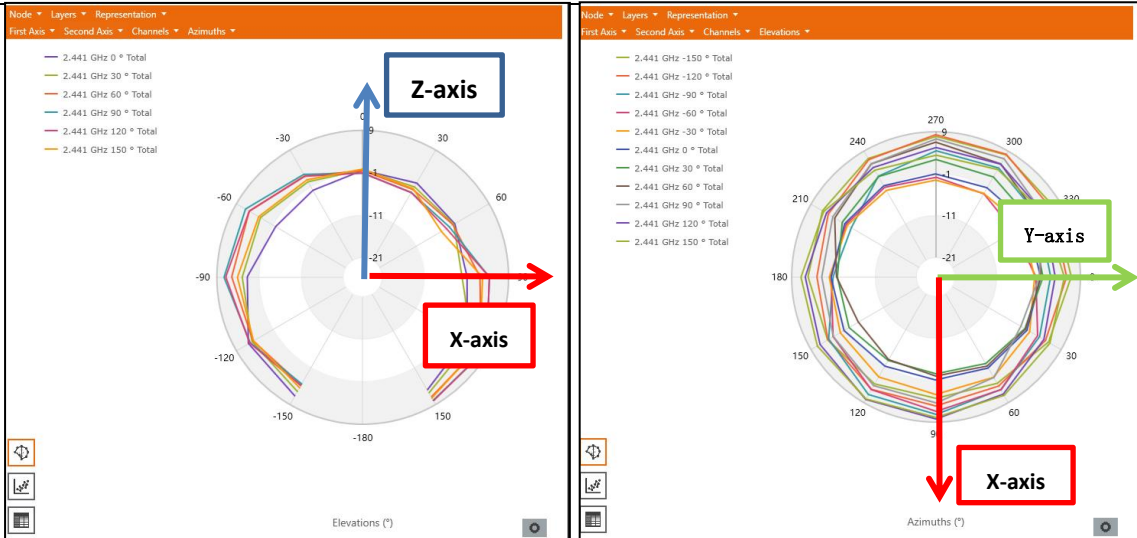 Node Layers Representation
First Axis Second Axis Channels Azimuths
2.441 GHz 0 ° Total
2.441 GHz 30 ° Total
2.441 GHz 60 ° Total
2.441 GHz 90 ° Total
2.441 GHz 120 ° Total
2.441 GHz 150 ° Total
Z-axis
0
9
-30
30
-1
-60
60
-11
-21
-90
X-axis
-120
-150
150
-180
Elevations (°)
Node Layers Representation
First Axis Second Axis Channels Elevations
2.441 GHz -150 ° Total
2.441 GHz -120 ° Total
2.441 GHz -90 ° Total
2.441 GHz -60 ° Total
2.441 GHz -30 ° Total
2.441 GHz 0 ° Total
2.441 GHz 30 ° Total
2.441 GHz 60 ° Total
2.441 GHz 90 ° Total
2.441 GHz 120 ° Total
2.441 GHz 150 ° Total
270
9
240
300
-1
210
330
-11
Y-axis
-21
180
150
30
120
60
X-axis
Azimuths (°)